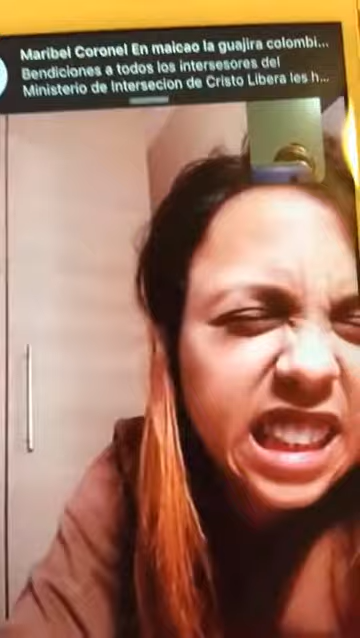 Maribel Coronel En maicao la guajira colombi...
Bendiciones a todos los intersesores del
Ministerio de Intersecion de Cristo Libera les h...